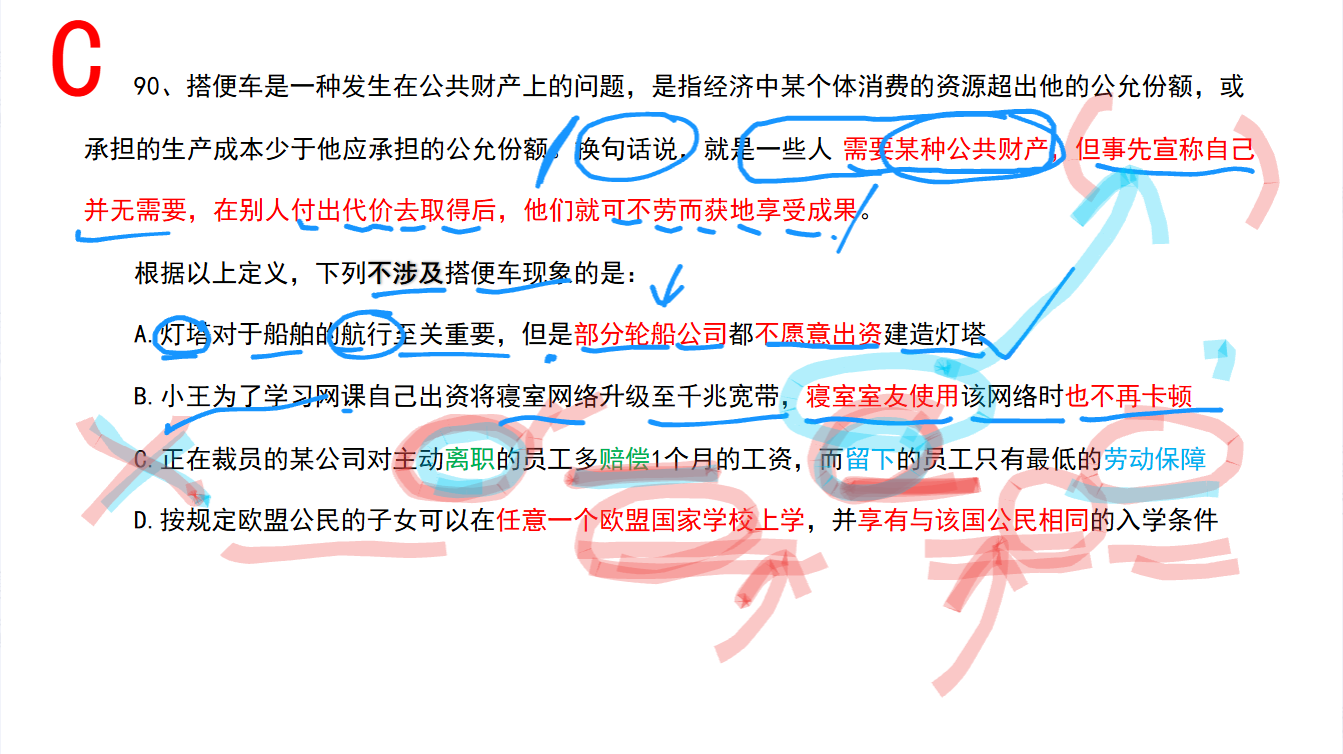 C
90、搭便车是一种发生在公共财产上的问题，是指经济中某个体消费的资源超出他的公允份额，或
承担的生产成本少于他应承担的公允份额。换句话说，就是一些人 需要某种公共财产，但事先宣称自己
并无需要，在别人付出代价去取得后，他们就可不劳而获地享受成果。
根据以上定义，下列不涉及搭便车现象的是：
A.灯塔对于船舶的航行至关重要，但是部分轮船公司都不愿意出资建造灯塔
B.小王为了学习网课自己出资将寝室网络升级至千兆宽带，寝室室友使用该网络时也不再卡顿
C.正在裁员的某公司对主动离职的员工多赔偿1个月的工资，而留下的员工只有最低的劳动保障
D.按规定欧盟公民的子女可以在任意一个欧盟国家学校上学，并享有与该国公民相同的入学条件